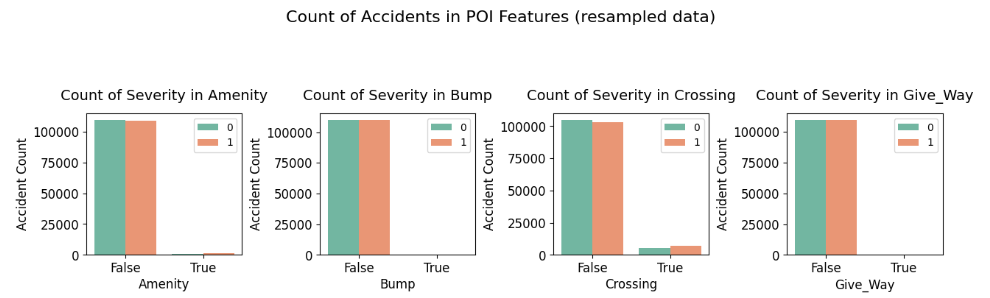 Count of Accidents in POI Features (resampled data)
Count of Severity in Amenity
Accident Count
100000
75000
50000
25000
0
False
True
Amenity
0
1
Count of Severity in Bump
Accident Count
100000
75000
50000
25000
0
False
True
Bump
0
1
Count of Severity in Crossing
Accident Count
100000
75000
50000
25000
0
False
True
Crossing
0
1
Count of Severity in Give_Way
Accident Count
100000
75000
50000
25000
0
False
True
Give_Way
0
1